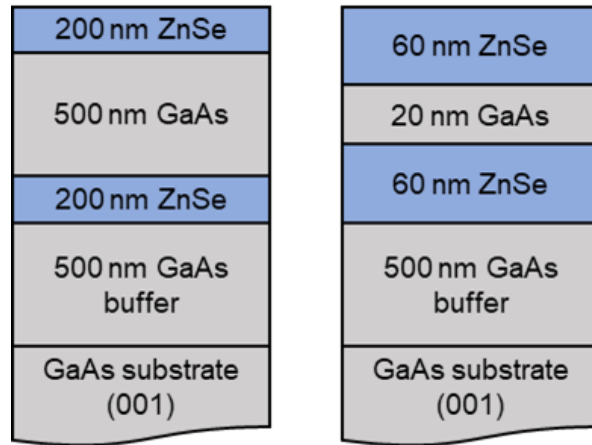 200 nm ZnSe
500 nm GaAs
200 nm ZnSe
500 nm GaAs
buffer
GaAs substrate
(001)
60 nm ZnSe
20 nm GaAs
60 nm ZnSe
500 nm GaAs
buffer
GaAs substrate
(001)